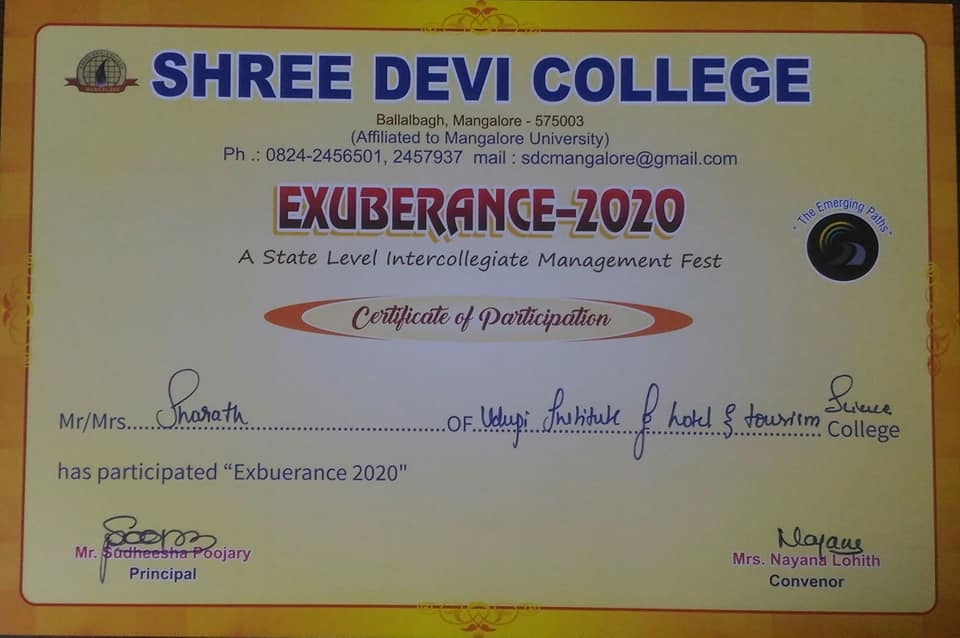 SHREE DEVI COLLEGE
Ballalbagh, Mangalore - 575003
(Affiliated to Mangalore University)
Ph .: 0824-2456501, 2457937 mail : sdcmangalore@gmail.com
EXUBERANCE-2020
"The Emerging Paths"
A State Level Intercollegiate Management Fest
Certificate of Participation
Mr/Mrs. Sharath OF Udupi Institute of hotel & tourism Science College
has participated “Exbuerance 2020"
Nayana
Mr. Sudheesha Poojary
Principal
Mrs. Nayana Lohith
Convenor